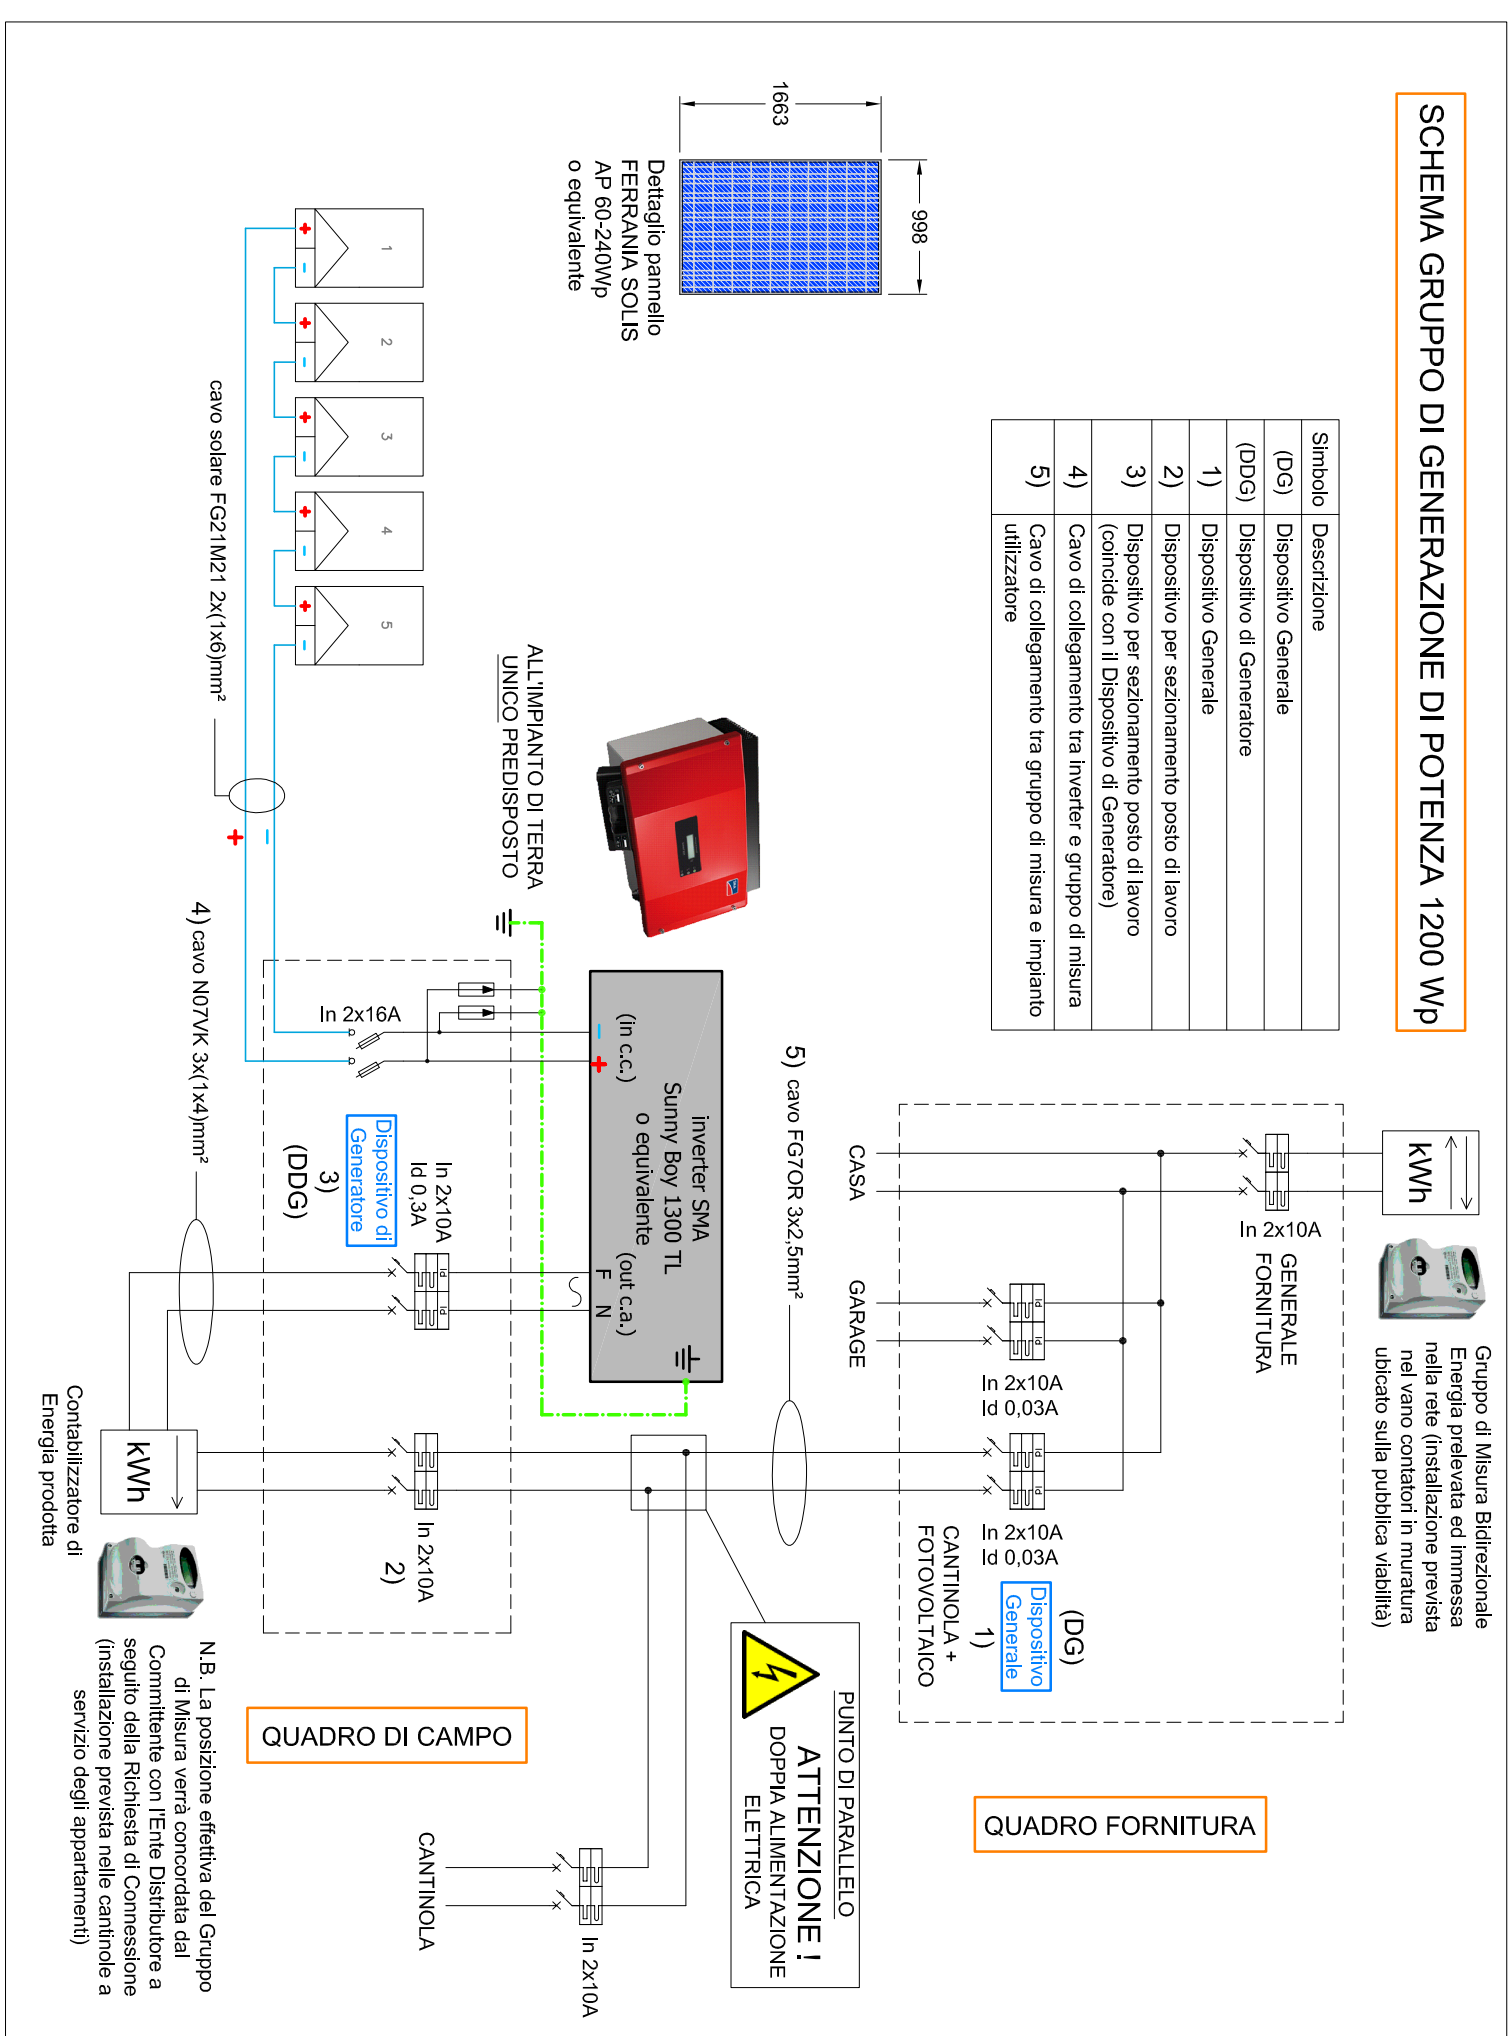 SCHEMA GRUPPO DI GENERAZIONE DI POTENZA 1200 Wp
1663
998
Dettaglio pannello
FERRANIA SOLIS
AP 60-240Wp
o equivalente
Simbolo Descrizione
(DG) Dispositivo Generale
(DDG) Dispositivo di Generatore
1) Dispositivo Generale
2) Dispositivo per sezionamento posto di lavoro
3) Dispositivo per sezionamento posto di lavoro
(coincide con il Dispositivo di Generatore)
4) Cavo di collegamento tra inverter e gruppo di misura
5) Cavo di collegamento tra gruppo di misura e impianto
utilizzatore
kWh
Gruppo di Misura Bidirezionale
Energia prelevata ed immessa
nella rete (installazione prevista
nel vano contatori in muratura
ubicato sulla pubblica viabilità)
In 2x10A
GENERALE
FORNITURA
CASA
GARAGE
Id
Id
In 2x10A
Id 0,03A
Id
Id
In 2x10A
Id 0,03A
(DG)
Dispositivo
Generale
1)
CANTINOLA +
FOTOVOLTAICO
QUADRO FORNITURA
5) cavo FG7OR 3x2,5mm²
PUNTO DI PARALLELO
ATTENZIONE !
DOPPIA ALIMENTAZIONE
ELETTRICA
In 2x10A
CANTINOLA
inverter SMA
Sunny Boy 1300 TL
o equivalente
(in c.c.)
- +
(out c.a.)
F N
ALL'IMPIANTO DI TERRA
UNICO PREDISPOSTO
1
+ -
2
+ -
3
+ -
4
+ -
5
+ -
cavo solare FG21M21 2x(1x6)mm²
-
+
In 2x16A
In 2x10A
Id 0,3A
Id
Id
Dispositivo di
Generatore
3)
(DDG)
In 2x10A
2)
QUADRO DI CAMPO
4) cavo N07VK 3x(1x4)mm²
kWh
Contabilizzatore di
Energia prodotta
N.B. La posizione effettiva del Gruppo
di Misura verrà concordata dal
Committente con l'Ente Distributore a
seguito della Richiesta di Connessione
(installazione prevista nelle cantinole a
servizio degli appartamenti)